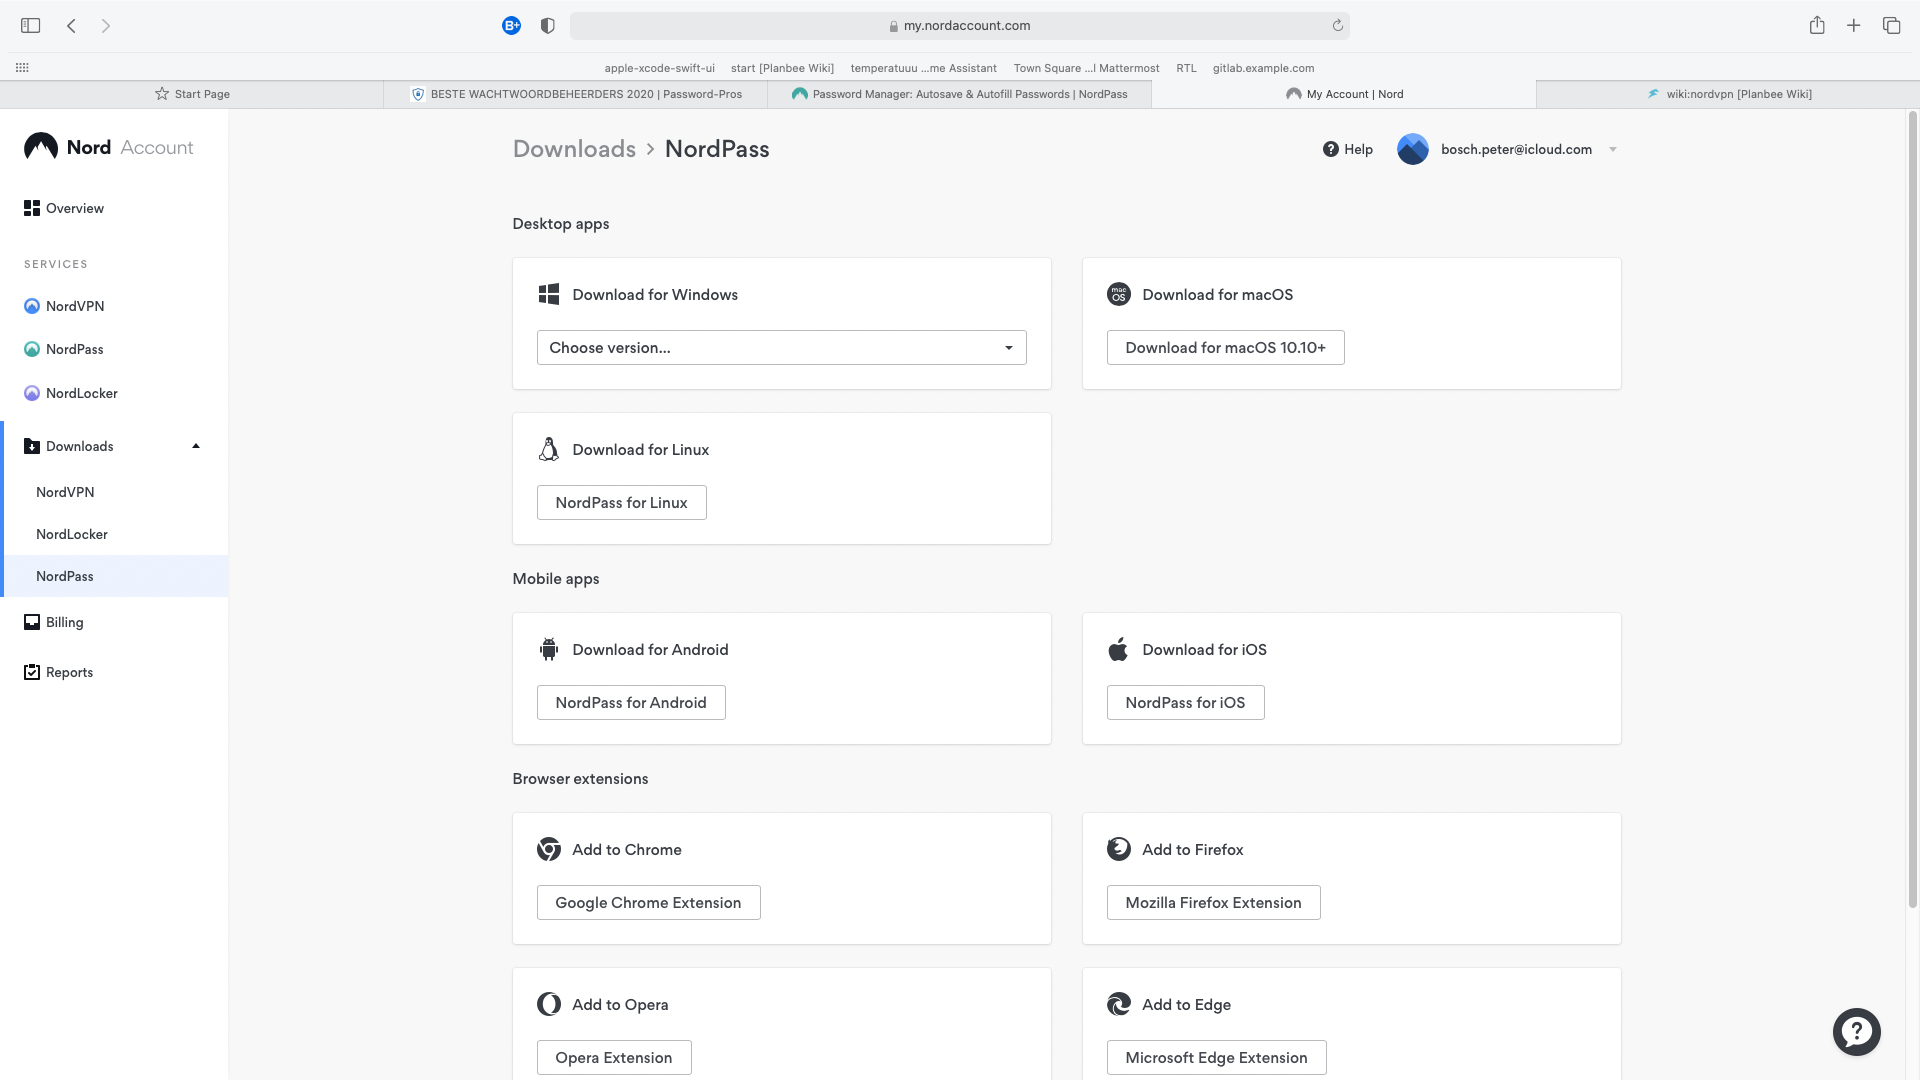 B+
my.nordaccount.com
apple-xcode-swift-ui start [Planbee Wiki] temperatuuu ...me Assistant Town Square ...l Mattermost RTL gitlab.example.com
Start Page
BESTE WACHTWOORDBEHEERDERS 2020 | Password-Pros
Password Manager: Autosave & Autofill Passwords | NordPass
My Account | Nord
wiki:nordvpn [Planbee Wiki]
Nord Account
Overview
SERVICES
NordVPN
NordPass
NordLocker
Downloads
NordVPN
NordLocker
NordPass
Billing
Reports
Downloads > NordPass
? Help
bosch.peter@icloud.com
Desktop apps
Download for Windows
Choose version...
mac
OS
Download for macOS
Download for macOS 10.10+
Download for Linux
NordPass for Linux
Mobile apps
Download for Android
NordPass for Android
Download for iOS
NordPass for iOS
Browser extensions
Add to Chrome
Google Chrome Extension
Add to Firefox
Mozilla Firefox Extension
Add to Opera
Opera Extension
Add to Edge
Microsoft Edge Extension
?